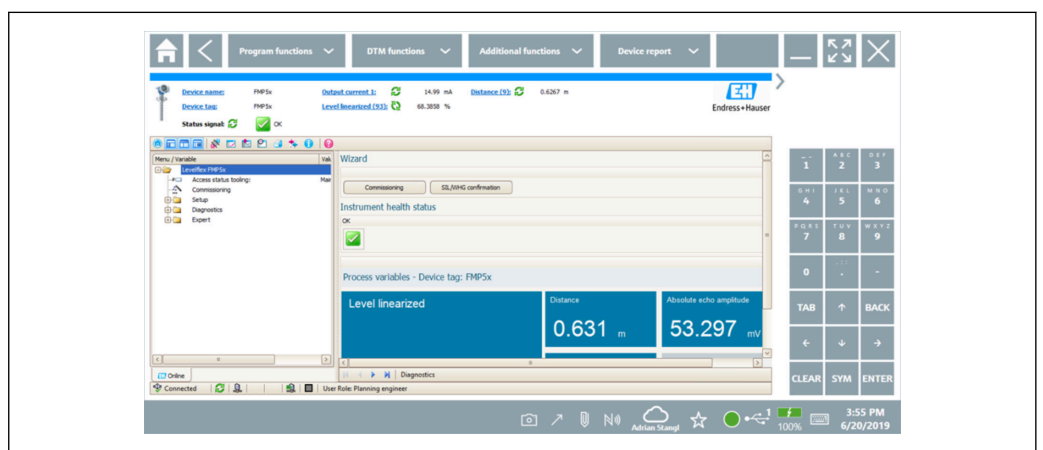 Program functions
DTM functions
Additional functions
Device report
Device name: FMP5x Output current 1: 14.99 mA Distance (9): 0.6267 m
Device tag: FMP5x Level linearized (93): 68.3858 %
Status signal: OK
E+H
Endress+Hauser
Menu / Variable Valu
Levelflex FMP5x
Access status tooling: Mai
Commissioning
Setup
Diagnostics
Expert
Wizard
Commissioning SIL/WHG confirmation
Instrument health status
OK
Process variables - Device tag: FMP5x
Level linearized
Distance
0.631 m
Absolute echo amplitude
53.297 mV
Online
Diagnostics
Connected
User Role: Planning engineer
1
ABC
2
DEF
3
GHI
4
JKL
5
MNO
6
PQRS
7
TUV
8
WXYZ
9
0
.
-
TAB ↑ BACK
← ↓ →
CLEAR SYM ENTER
Adrian Stangl
1
100%
3:55 PM
6/20/2019